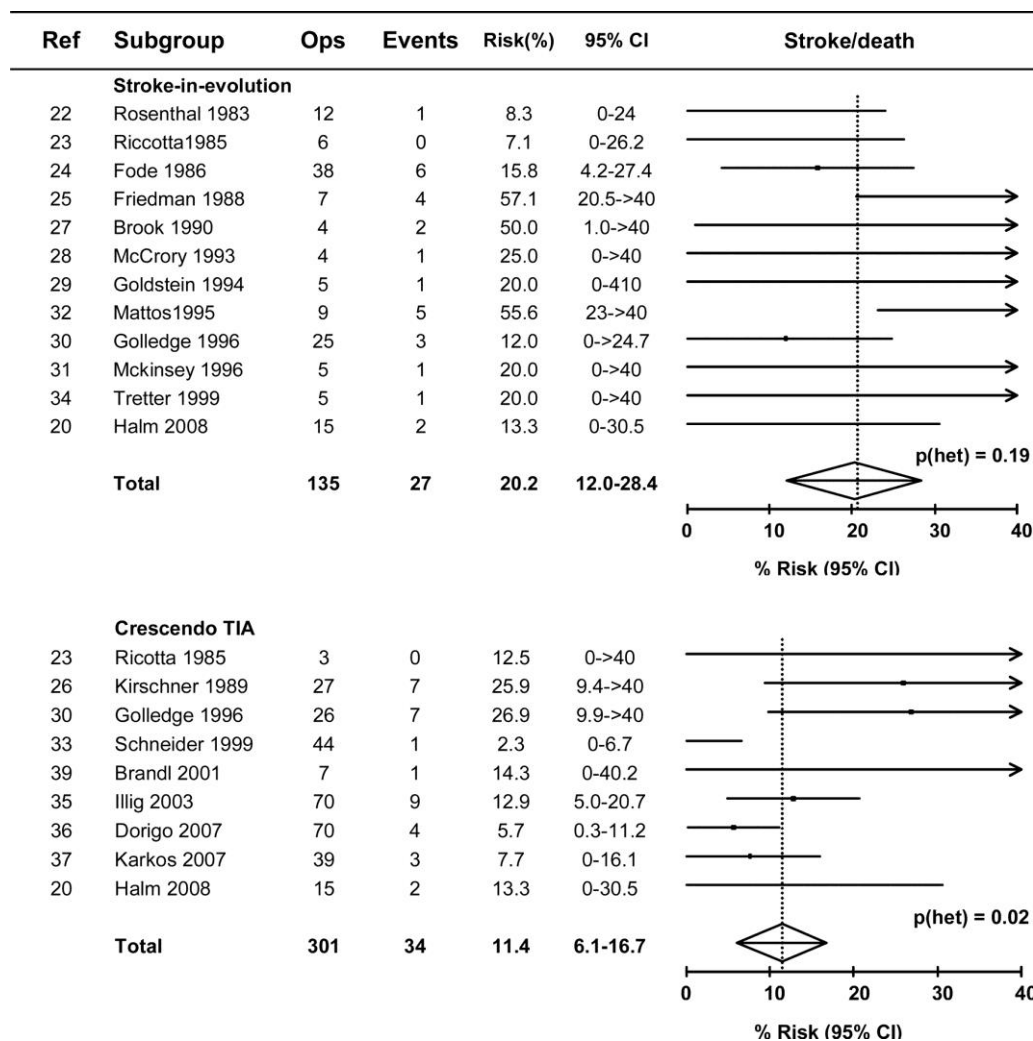 Ref Subgroup Ops Events Risk(%) 95% CI Stroke/death
Stroke-in-evolution
22 Rosenthal 1983 12 1 8.3 0-24
23 Riccotta1985 6 0 7.1 0-26.2
24 Fode 1986 38 6 15.8 4.2-27.4
25 Friedman 1988 7 4 57.1 20.5->40
27 Brook 1990 4 2 50.0 1.0->40
28 McCrory 1993 4 1 25.0 0->40
29 Goldstein 1994 5 1 20.0 0-410
32 Mattos1995 9 5 55.6 23->40
30 Golledge 1996 25 3 12.0 0->24.7
31 Mckinsey 1996 5 1 20.0 0->40
34 Tretter 1999 5 1 20.0 0->40
20 Halm 2008 15 2 13.3 0-30.5
p(het) = 0.19
Total 135 27 20.2 12.0-28.4
0 10 20 30 40
% Risk (95% CI)
Crescendo TIA
23 Ricotta 1985 3 0 12.5 0->40
26 Kirschner 1989 27 7 25.9 9.4->40
30 Golledge 1996 26 7 26.9 9.9->40
33 Schneider 1999 44 1 2.3 0-6.7
39 Brandl 2001 7 1 14.3 0-40.2
35 Illig 2003 70 9 12.9 5.0-20.7
36 Dorigo 2007 70 4 5.7 0.3-11.2
37 Karkos 2007 39 3 7.7 0-16.1
20 Halm 2008 15 2 13.3 0-30.5
p(het) = 0.02
Total 301 34 11.4 6.1-16.7
0 10 20 30 40
% Risk (95% CI)